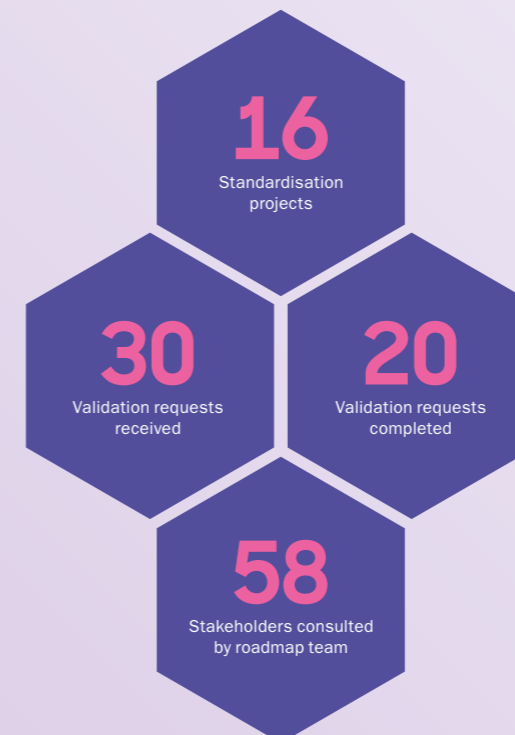 16
Standardisation
projects
30
Validation requests
received
20
Validation requests
completed
58
Stakeholders consulted
by roadmap team